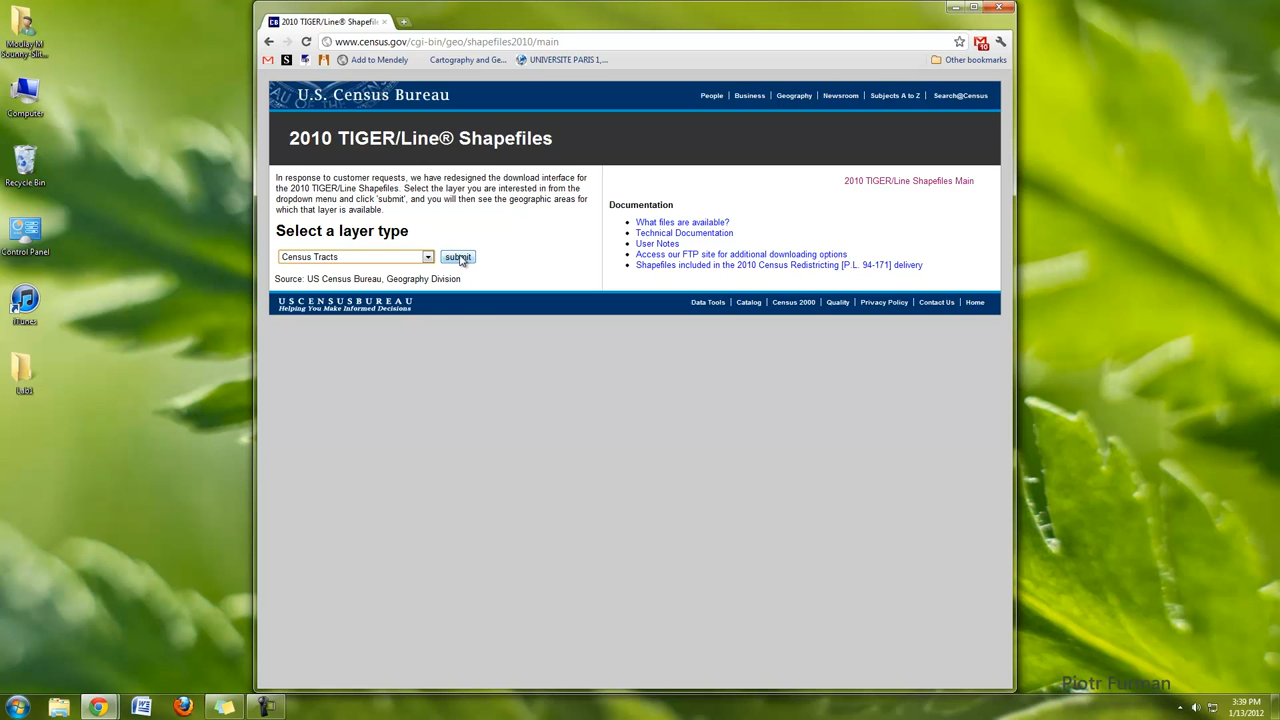 Moulay M
Sounny-Slit...
Computer
Recycle Bin
Control Panel
iTunes
Lab1
2010 TIGER/Line® Shapefile
www.census.gov/cgi-bin/geo/shapefiles2010/main
10
Add to Mendely
Cartography and Ge...
UNIVERSITE PARIS 1,...
Other bookmarks
U.S. Census Bureau
People
Business
Geography
Newsroom
Subjects A to Z
Search@Census
2010 TIGER/Line® Shapefiles
In response to customer requests, we have redesigned the download interface for
the 2010 TIGER/Line Shapefiles. Select the layer you are interested in from the
dropdown menu and click 'submit', and you will then see the geographic areas for
which that layer is available.
Select a layer type
Census Tracts
submit
Source: US Census Bureau, Geography Division
2010 TIGER/Line Shapefiles Main
Documentation
What files are available?
Technical Documentation
User Notes
Access our FTP site for additional downloading options
Shapefiles included in the 2010 Census Redistricting [P.L. 94-171] delivery
USCENSUSBUREAU
Helping You Make Informed Decisions
Data Tools
Catalog
Census 2000
Quality
Privacy Policy
Contact Us
Home
Piotr Furman
3:39 PM
1/13/2012